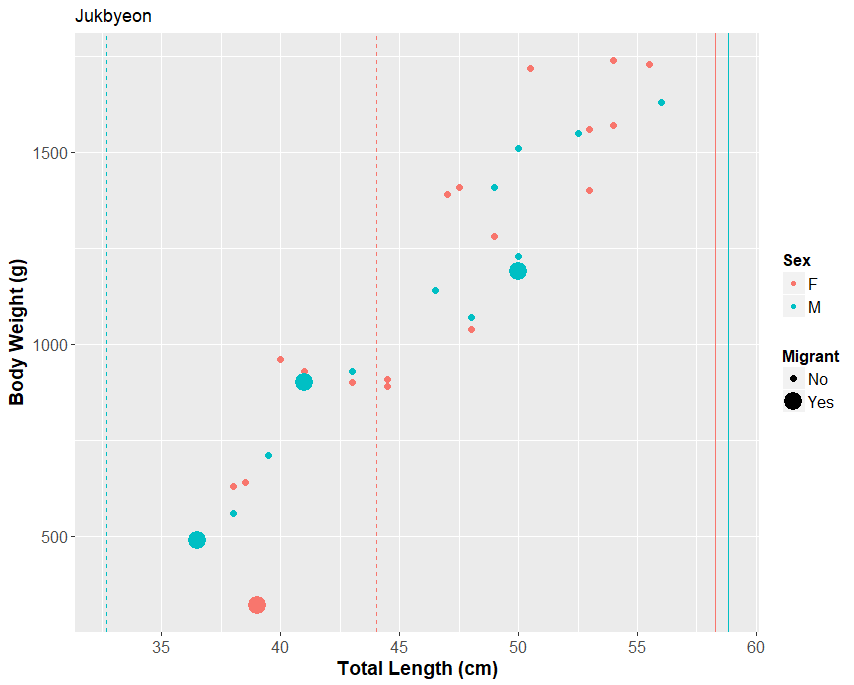 Jukbyeon
Body Weight (g)
1500
1000
500
35 40 45 50 55 60
Total Length (cm)
Sex
F
M
Migrant
No
Yes